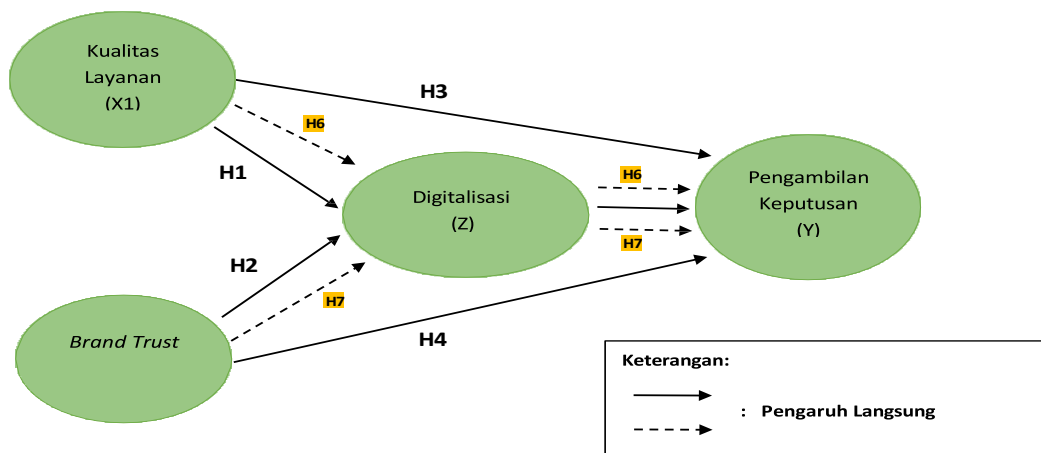 Kualitas
Layanan
(X1)
H3
H6
H1
Digitalisasi
(Z)
H6
H7
Pengambilan
Keputusan
(Y)
H2
H7
Brand Trust
H4
Keterangan:
: Pengaruh Langsung